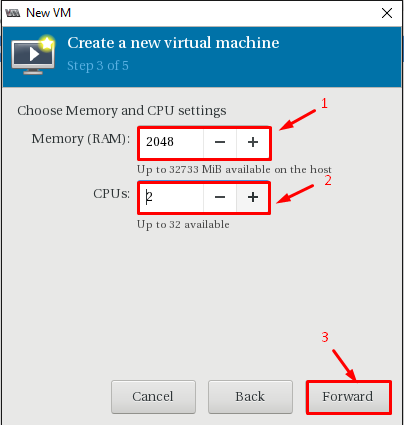 New VM
Create a new virtual machine
Step 3 of 5
Choose Memory and CPU settings
1
Memory (RAM): 2048 − +
Up to 32733 MiB available on the host
2
CPUs: 2 − +
Up to 32 available
3
Cancel Back Forward